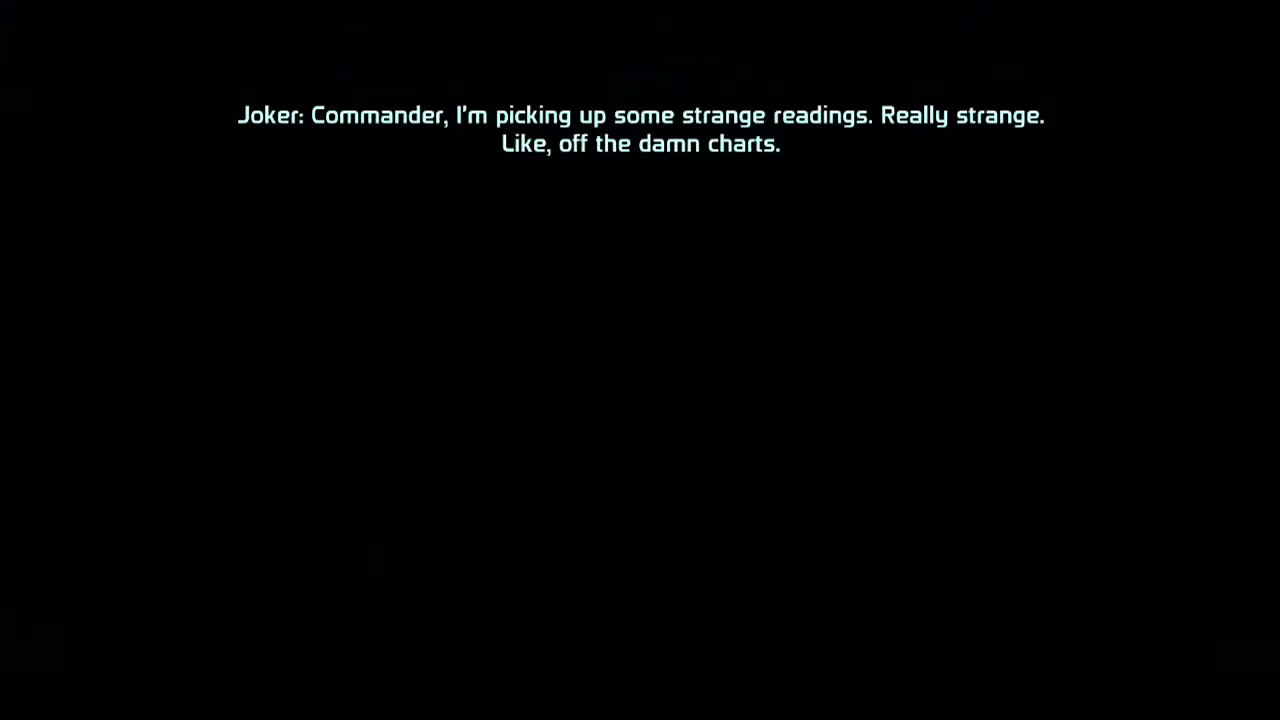 Joker: Commander, I'm picking up some strange readings. Really strange.
Like, off the damn charts.